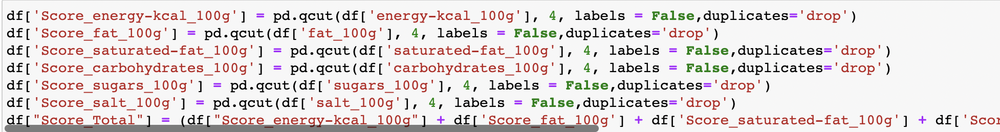 df['Score_energy-kcal_100g'] = pd.qcut(df['energy-kcal_100g'], 4, labels = False,duplicates='drop')
df['Score_fat_100g'] = pd.qcut(df['fat_100g'], 4, labels = False,duplicates='drop')
df['Score_saturated-fat_100g'] = pd.qcut(df['saturated-fat_100g'], 4, labels = False,duplicates='drop')
df['Score_carbohydrates_100g'] = pd.qcut(df['carbohydrates_100g'], 4, labels = False,duplicates='drop')
df['Score_sugars_100g'] = pd.qcut(df['sugars_100g'], 4, labels = False,duplicates='drop')
df['Score_salt_100g'] = pd.qcut(df['salt_100g'], 4, labels = False,duplicates='drop')
df["Score_Total"] = (df["Score_energy-kcal_100g"] + df['Score_fat_100g'] + df['Score_saturated-fat_100g'] + df['Scor